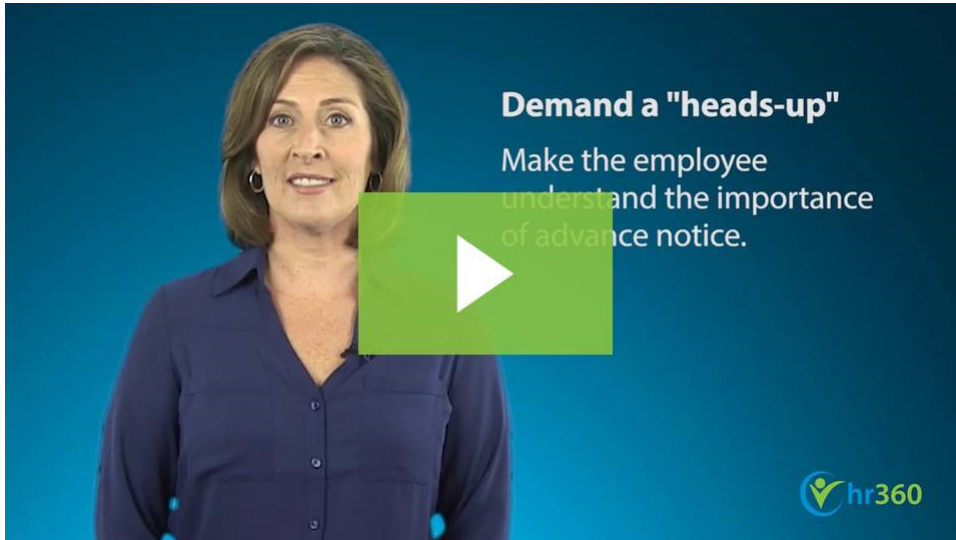 Demand a "heads-up"
Make the employee
understand the importance
of advance notice.
hr360